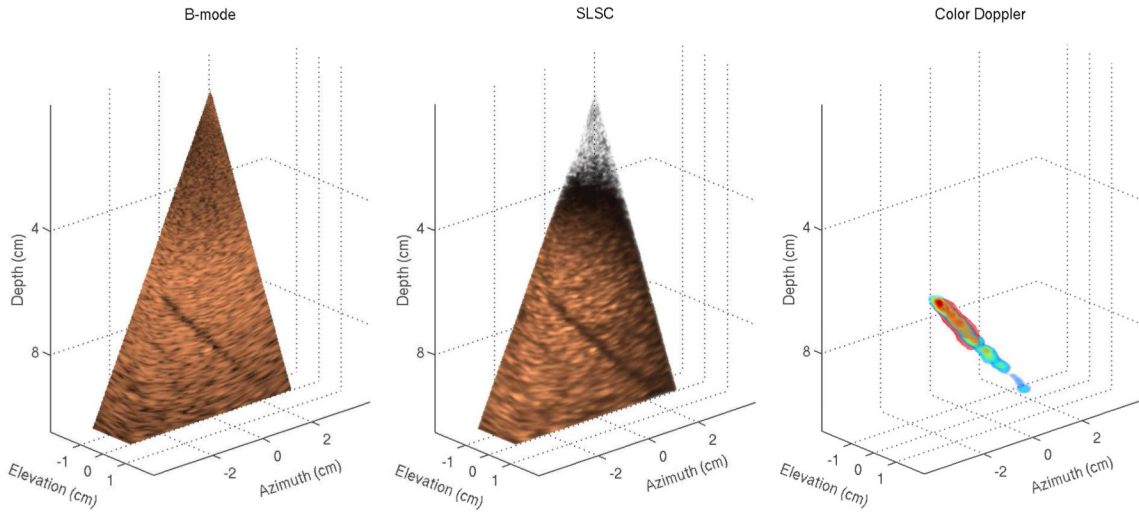 B-mode
SLSC
Color Doppler
4
8
Depth (cm)
-1
0
1
Elevation (cm)
-2
0
2
Azimuth (cm)
4
8
Depth (cm)
-1
0
1
Elevation (cm)
-2
0
2
Azimuth (cm)
4
8
Depth (cm)
-1
0
1
Elevation (cm)
-2
0
2
Azimuth (cm)